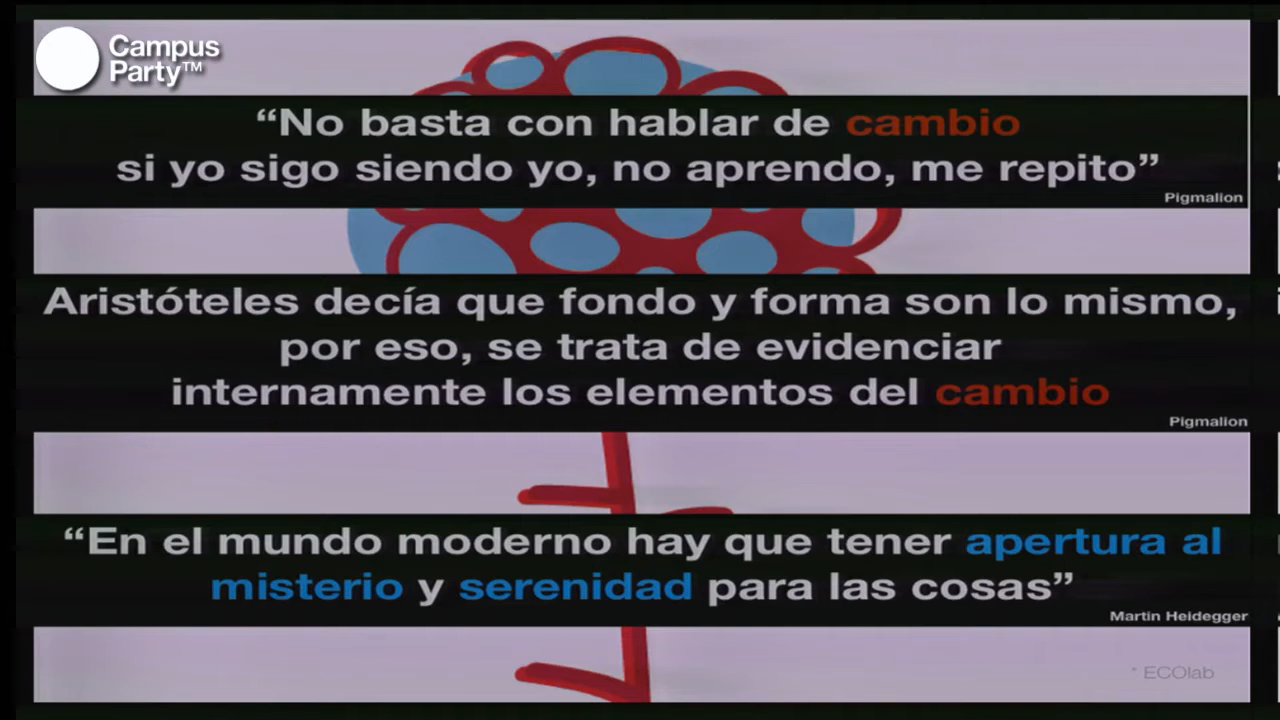 Campus
Party™
“No basta con hablar de cambio
si yo sigo siendo yo, no aprendo, me repito”
Pigmalion
Aristóteles decía que fondo y forma son lo mismo,
por eso, se trata de evidenciar
internamente los elementos del cambio
Pigmalion
“En el mundo moderno hay que tener apertura al
misterio y serenidad para las cosas”
Martin Heidegger
* ECOlab